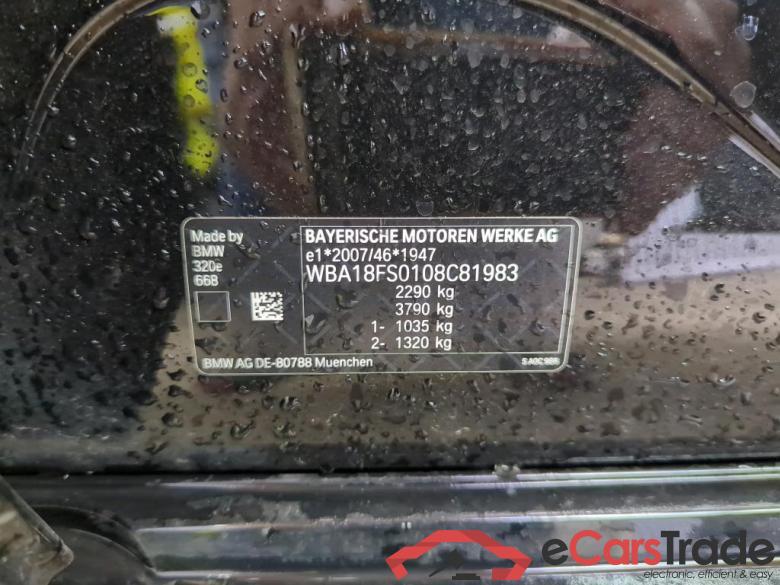 Made by
BMW
320e
668
BAYERISCHE MOTOREN WERKE AG
e1*2007/46*1947
WBA18FS0108C81983
2290 kg
3790 kg
1- 1035 kg
2- 1320 kg
BMW AG DE-80788 Muenchen
eCarsTrade
electronic, efficient & easy